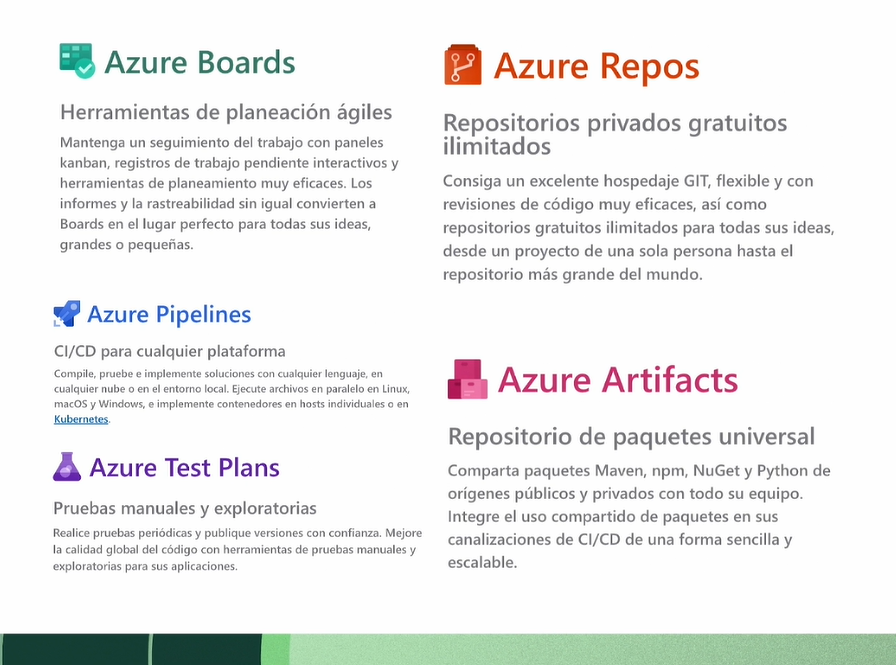 Azure Boards
Herramientas de planeación ágiles
Mantenga un seguimiento del trabajo con paneles
kanban, registros de trabajo pendiente interactivos y
herramientas de planeamiento muy eficaces. Los
informes y la rastreabilidad sin igual convierten a
Boards en el lugar perfecto para todas sus ideas,
grandes o pequeñas.
Azure Pipelines
CI/CD para cualquier plataforma
Compile, pruebe e implemente soluciones con cualquier lenguaje, en
cualquier nube o en el entorno local. Ejecute archivos en paralelo en Linux,
macOS y Windows, e implemente contenedores en hosts individuales o en
Kubernetes.
Azure Test Plans
Pruebas manuales y exploratorias
Realice pruebas periódicas y publique versiones con confianza. Mejore
la calidad global del código con herramientas de pruebas manuales y
exploratorias para sus aplicaciones.
Azure Repos
Repositorios privados gratuitos
ilimitados
Consiga un excelente hospedaje GIT, flexible y con
revisiones de código muy eficaces, así como
repositorios gratuitos ilimitados para todas sus ideas,
desde un proyecto de una sola persona hasta el
repositorio más grande del mundo.
Azure Artifacts
Repositorio de paquetes universal
Comparta paquetes Maven, npm, NuGet y Python de
orígenes públicos y privados con todo su equipo.
Integre el uso compartido de paquetes en sus
canalizaciones de CI/CD de una forma sencilla y
escalable.